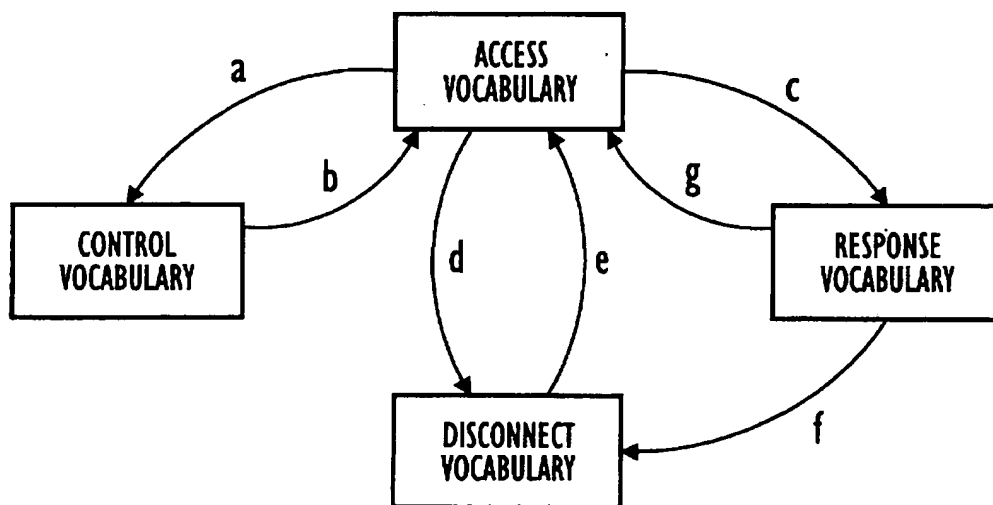 ACCESS
VOCABULARY
a
c
b
g
CONTROL
VOCABULARY
d
e
RESPONSE
VOCABULARY
f
DISCONNECT
VOCABULARY